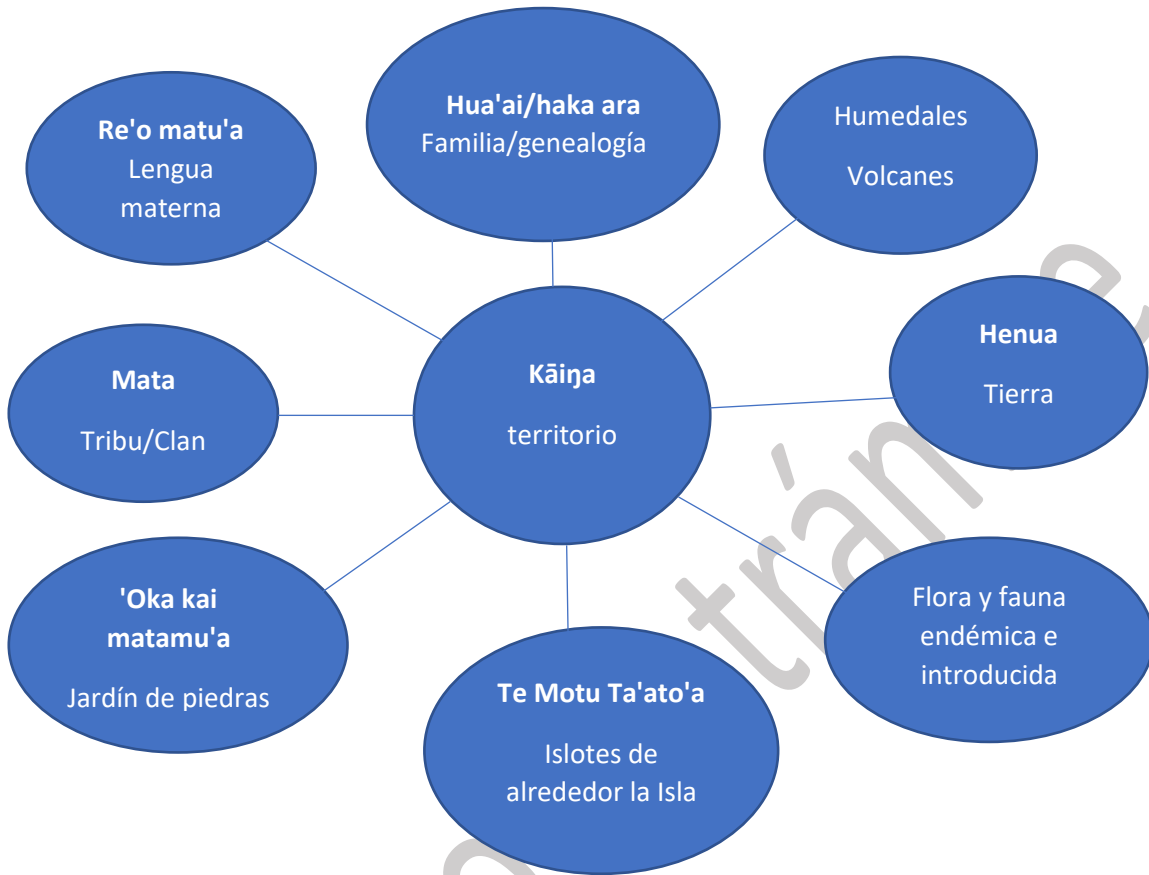 Hua'ai/haka ara
Familia/genealogía
Re'o matu'a
Lengua
materna
Humedales
Volcanes
Mata
Tribu/Clan
Kāiŋa
territorio
Henua
Tierra
'Oka kai
matamu'a
Jardín de piedras
Te Motu Ta'ato'a
Islotes de
alrededor la Isla
Flora y fauna
endémica e
introducida
trán